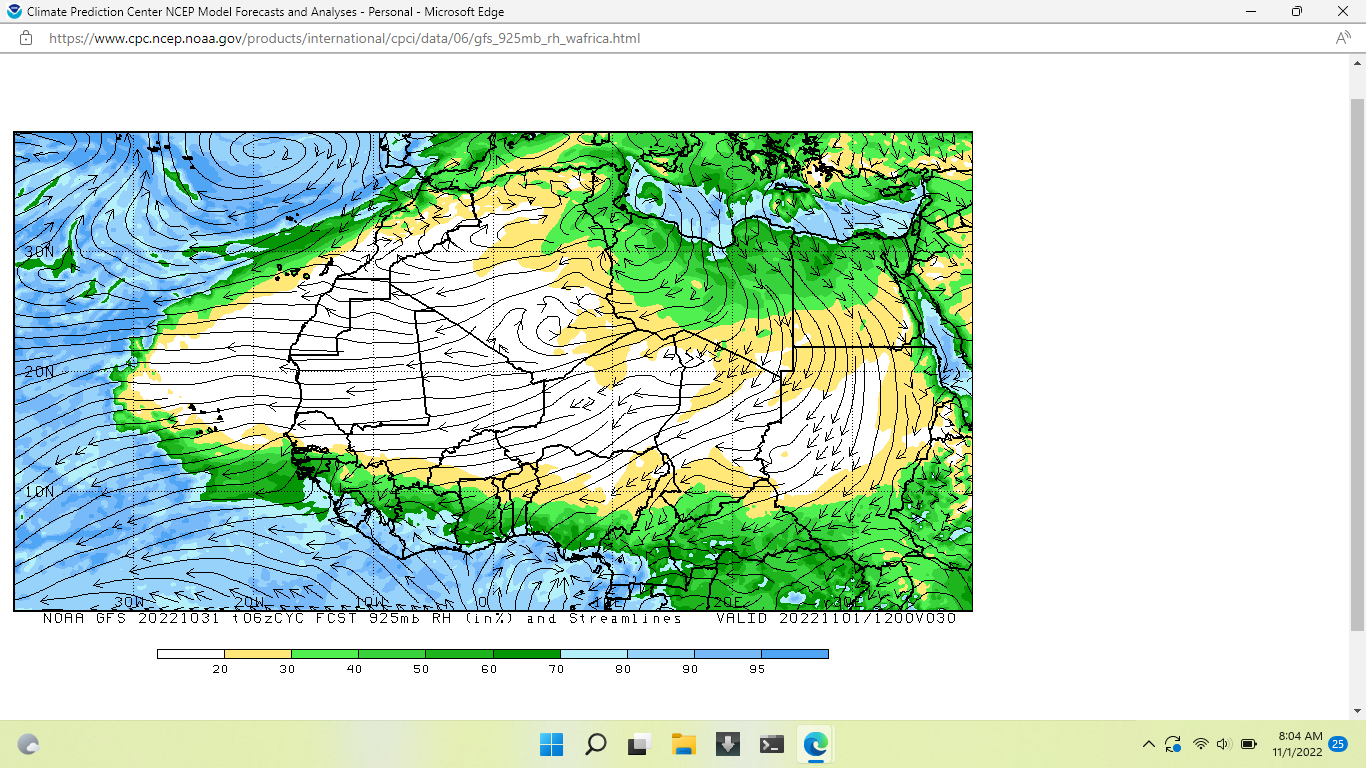 Climate Prediction Center NCEP Model Forecasts and Analyses - Personal - Microsoft Edge
https://www.cpc.ncep.noaa.gov/products/international/cpci/data/06/gfs_925mb_rh_wafrica.html
30N
20N
10N
30W 20W 10W 0 10E 20E 30E
NOAA GFS 20221031 t06zCYC FCST 925mb RH (in%) and Streamlines VALID 20221101/1200V030
20 30 40 50 60 70 80 90 95
8:04 AM
11/1/2022
25